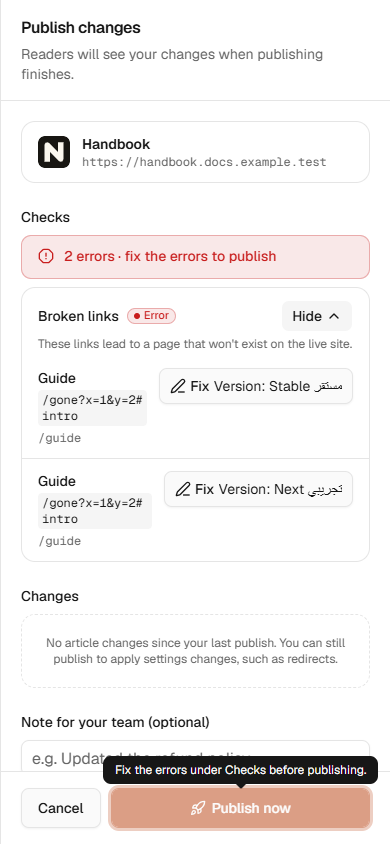 Publish changes
Readers will see your changes when publishing
finishes.
N
Handbook
https://handbook.docs.example.test
Checks
2 errors · fix the errors to publish
Broken links
Error
Hide
These links lead to a page that won't exist on the live site.
Guide
/gone?x=1&y=2#
intro
/guide
Fix Version: Stable مستقر
Guide
/gone?x=1&y=2#
intro
/guide
Fix Version: Next تجريبي
Changes
No article changes since your last publish. You can still
publish to apply settings changes, such as redirects.
Note for your team (optional)
e.g. Updated the refund policy
Fix the errors under Checks before publishing.
Cancel
Publish now